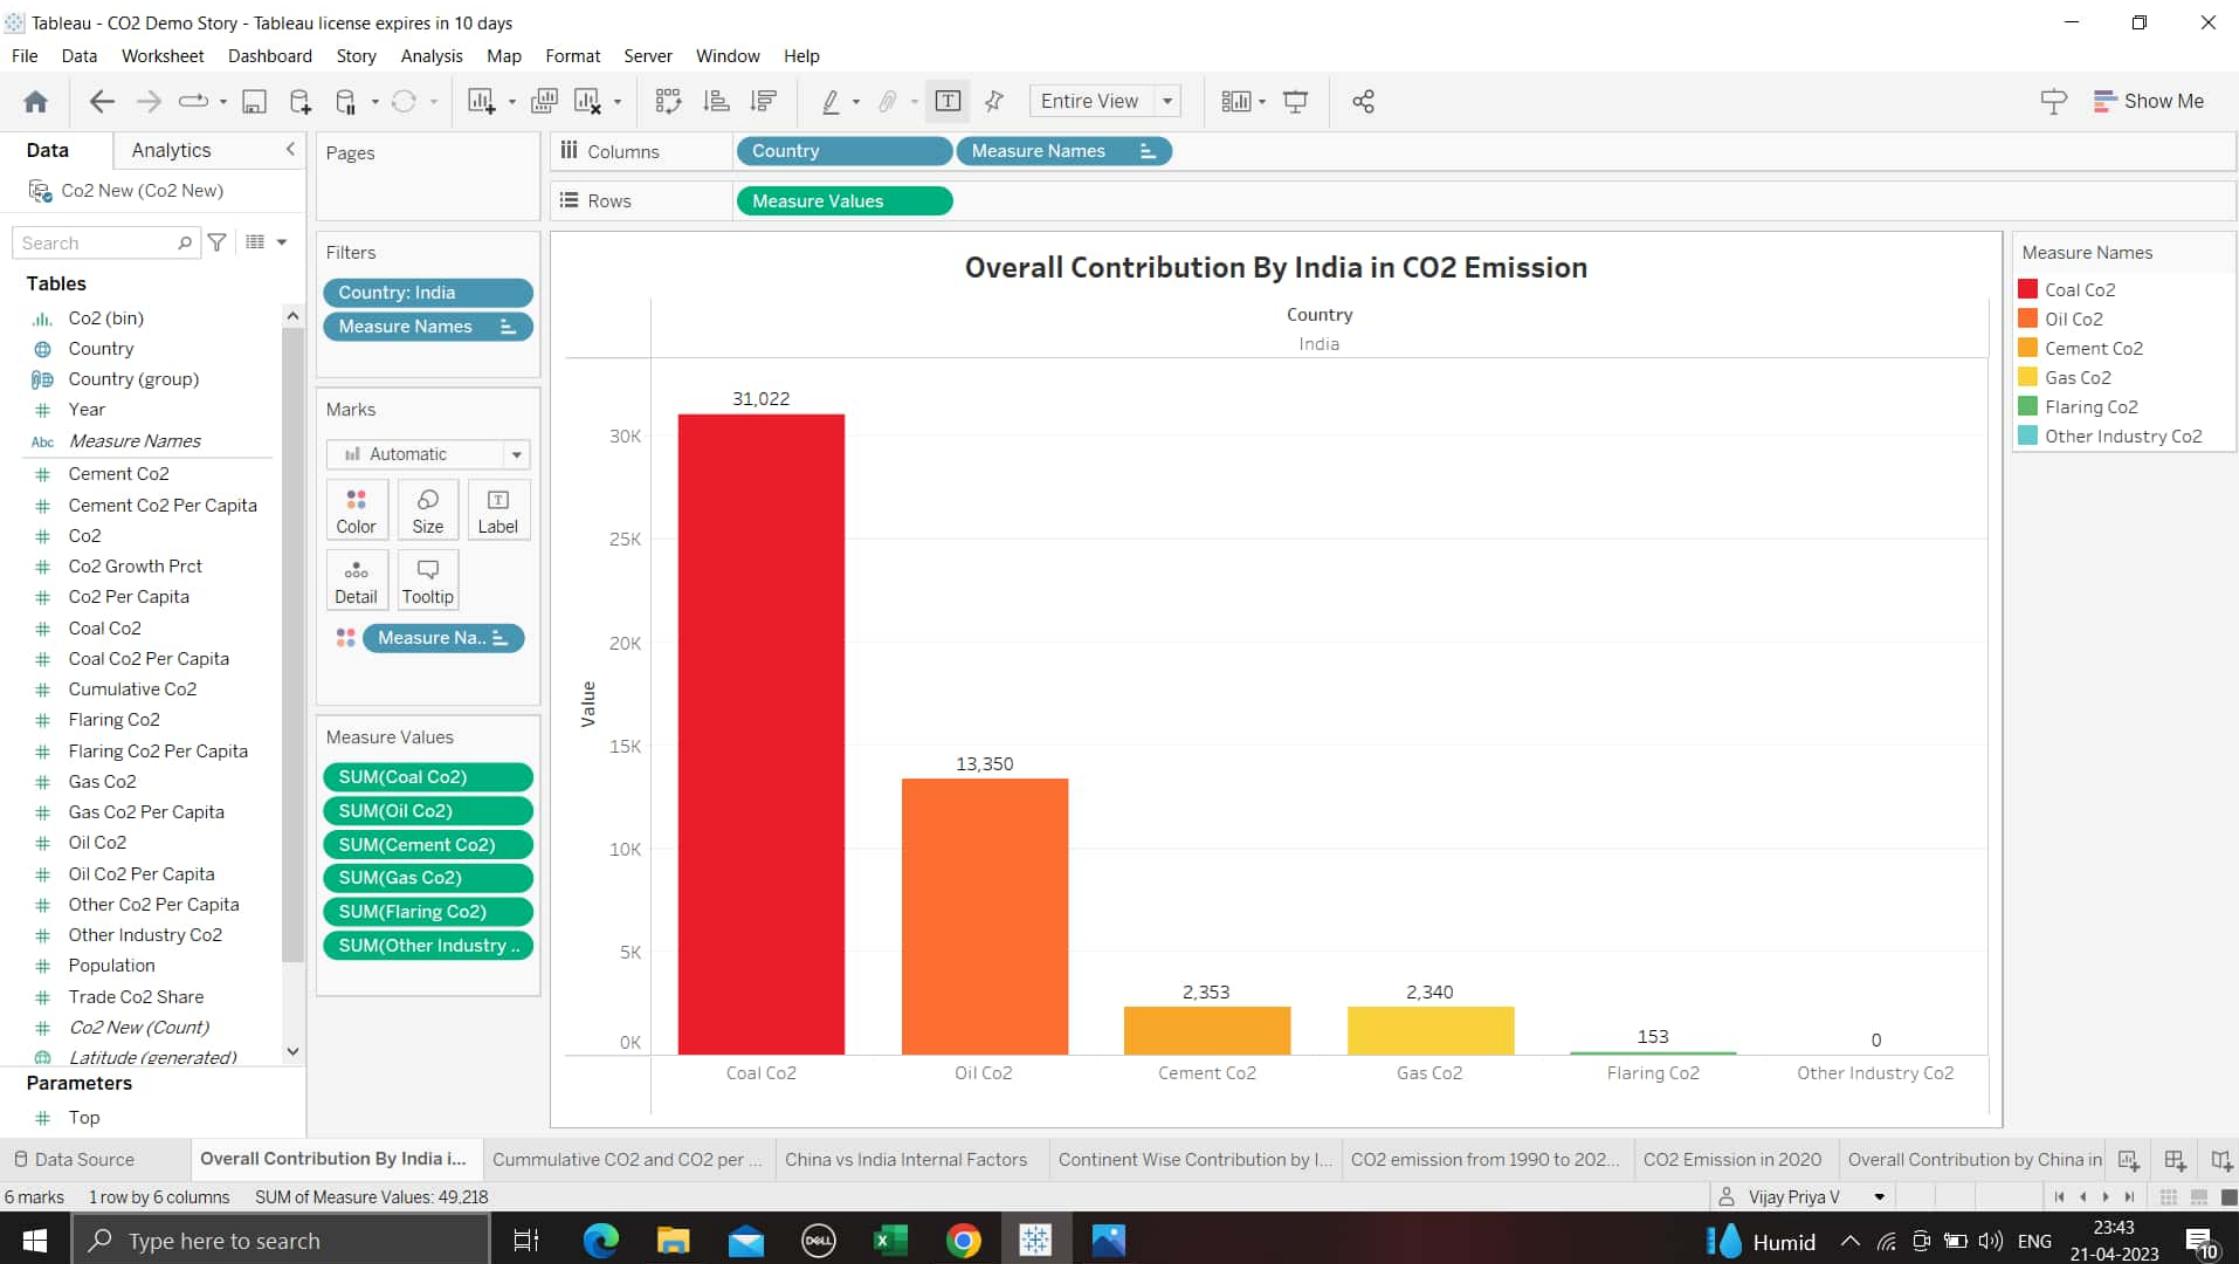 Tableau - CO2 Demo Story - Tableau license expires in 10 days
File Data Worksheet Dashboard Story Analysis Map Format Server Window Help
Entire View
Show Me
Data Analytics
Co2 New (Co2 New)
Search
Tables
Co2 (bin)
Country
Country (group)
# Year
Abc Measure Names
# Cement Co2
# Cement Co2 Per Capita
# Co2
# Co2 Growth Prct
# Co2 Per Capita
# Coal Co2
# Coal Co2 Per Capita
# Cumulative Co2
# Flaring Co2
# Flaring Co2 Per Capita
# Gas Co2
# Gas Co2 Per Capita
# Oil Co2
# Oil Co2 Per Capita
# Other Co2 Per Capita
# Other Industry Co2
# Population
# Trade Co2 Share
# Co2 New (Count)
Latitude (generated)
Parameters
# Top
Pages
Filters
Country: India
Measure Names
Marks
Automatic
Color Size Label
Detail Tooltip
Measure Na..
Measure Values
SUM(Coal Co2)
SUM(Oil Co2)
SUM(Cement Co2)
SUM(Gas Co2)
SUM(Flaring Co2)
SUM(Other Industry ..
Columns Country Measure Names
Rows Measure Values
Overall Contribution By India in CO2 Emission
Country
India
Value
30K
25K
20K
15K
10K
5K
0K
31,022
13,350
2,353
2,340
153
0
Coal Co2 Oil Co2 Cement Co2 Gas Co2 Flaring Co2 Other Industry Co2
Measure Names
Coal Co2
Oil Co2
Cement Co2
Gas Co2
Flaring Co2
Other Industry Co2
Data Source Overall Contribution By India i... Cummulative CO2 and CO2 per ... China vs India Internal Factors Continent Wise Contribution by I... CO2 emission from 1990 to 202... CO2 Emission in 2020 Overall Contribution by China in
6 marks 1 row by 6 columns SUM of Measure Values: 49,218
Vijay Priya V
Type here to search
DELL
Humid
ENG
23:43
21-04-2023
10